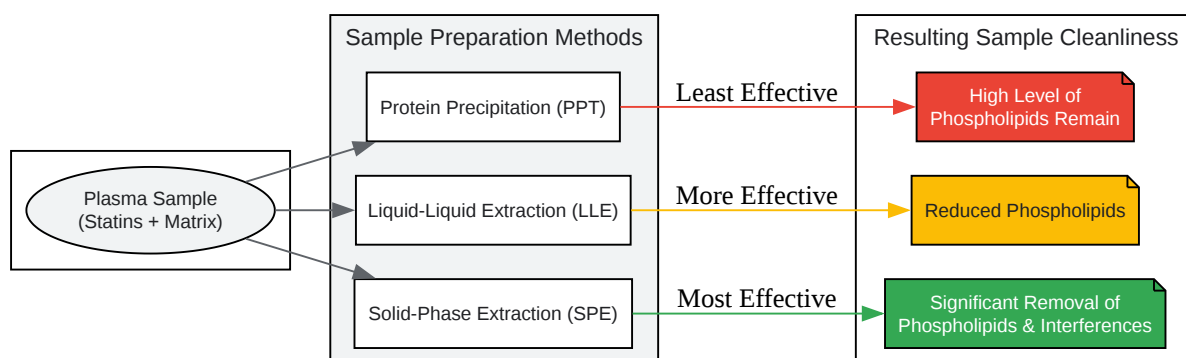 Sample Preparation Methods
Resulting Sample Cleanliness
Plasma Sample
(Statins + Matrix)
Protein Precipitation (PPT)
Least Effective
High Level of
Phospholipids Remain
Liquid-Liquid Extraction (LLE)
More Effective
Reduced Phospholipids
Solid-Phase Extraction (SPE)
Most Effective
Significant Removal of
Phospholipids & Interferences